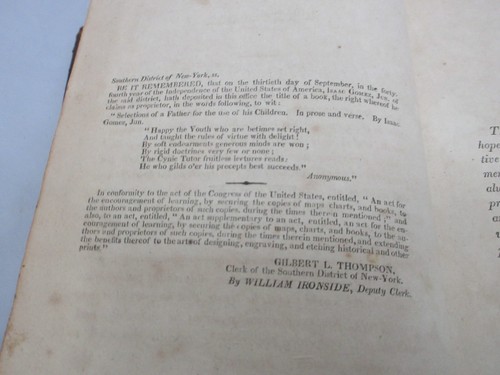 Southern District of New-York, ss.
BE IT REMEMBERED, that on the thirtieth day of September, in the forty-
fourth year of the Independence of the United States of America, ISAAC GOMEZ, Jun. of
the said district, hath deposited in this office the title of a book, the right whereof he
claims as proprietor, in the words following, to wit:
"Selections of a Father for the use of his Children. In prose and verse. By Isaac
Gomez, Jun.
"Happy the Youth who are betimes set right,
And taught the rules of virtue with delight!
By soft endearments generous minds are won;
By rigid doctrines very few or none;
The Cynic Tutor fruitless lectures reads:
He who gilds o'er his precepts best succeeds."
Anonymous."
In conformity to the act of the Congress of the United States, entitled, "An act for
the encouragement of learning, by securing the copies of maps charts, and books, to
the authors and proprietors of such copies, during the times therein mentioned;" and
also, to an act, entitled, "An act supplementary to an act, entitled, an act for the en-
couragement of learning, by securing the copies of maps, charts, and books, to the au-
thors and proprietors of such copies, during the times therein mentioned, and extending
the benefits thereof to the arts of designing, engraving, and etching historical and other
prints."
GILBERT L. THOMPSON,
Clerk of the Southern District of New-York.
By WILLIAM IRONSIDE, Deputy Clerk.
hope
tive
men
alu
pr
a